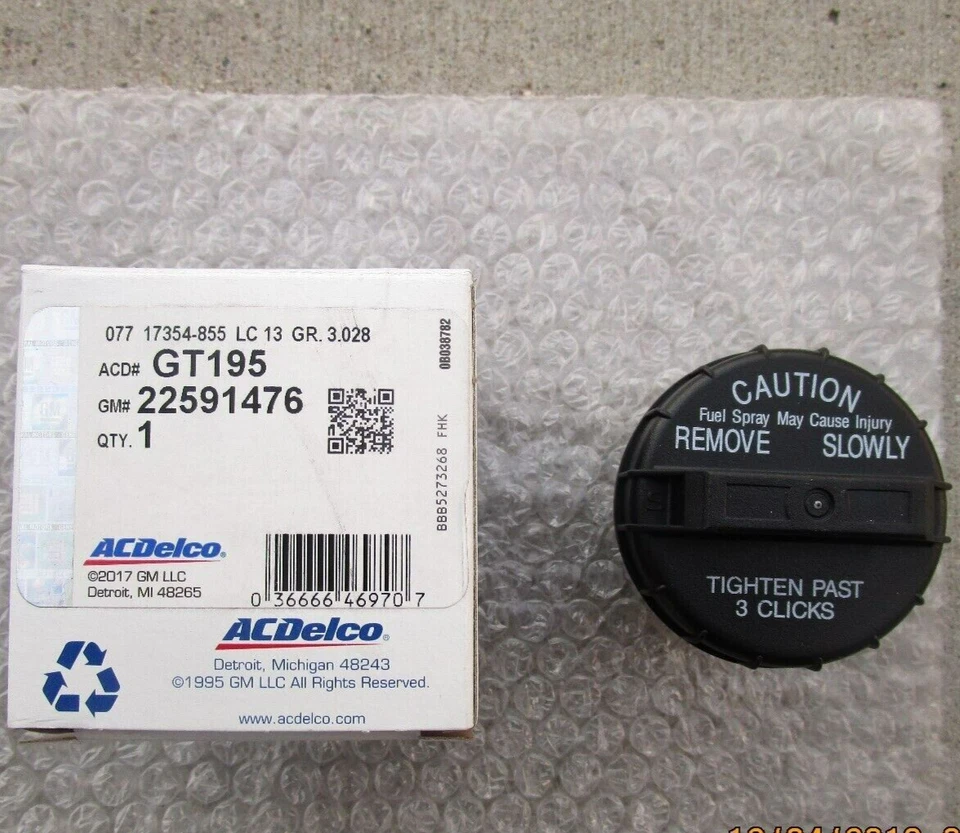 077 17354-855 LC 13 GR. 3.028
ACD# GT195
GM# 22591476
QTY. 1
0B038782
BBB5273268 FHK
ACDelco®
©2017 GM LLC
Detroit, MI 48265
0 36666 46970 7
ACDelco®
Detroit, Michigan 48243
©1995 GM LLC All Rights Reserved.
www.acdelco.com
CAUTION
Fuel Spray May Cause Injury
REMOVE SLOWLY
TIGHTEN PAST
3 CLICKS